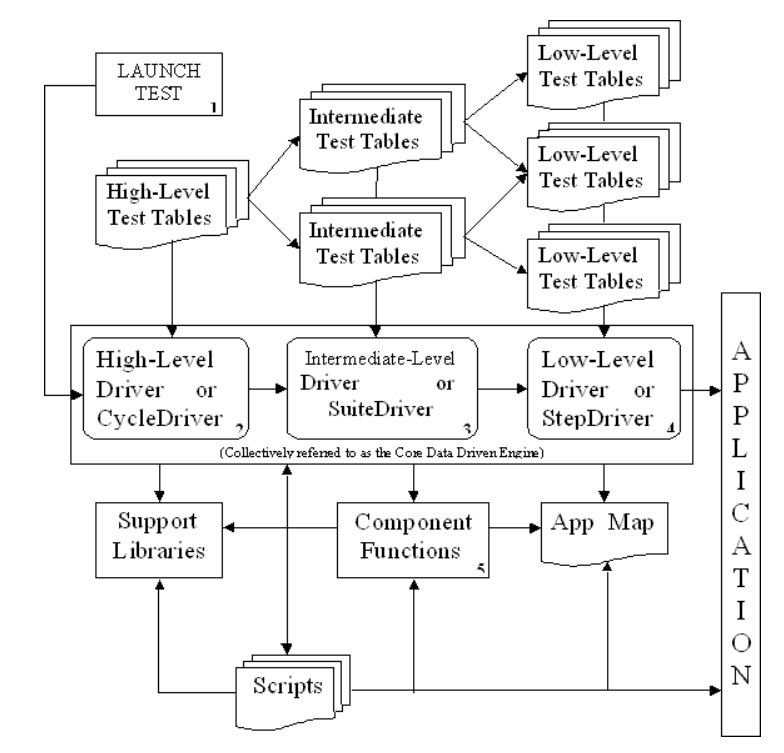 LAUNCH
TEST
1
High-Level
Test Tables
Intermediate
Test Tables
Intermediate
Test Tables
Low-Level
Test Tables
Low-Level
Test Tables
Low-Level
Test Tables
High-Level
Driver or
CycleDriver
2
Intermediate-Level
Driver or
SuiteDriver
3
Low-Level
Driver or
StepDriver
4
(Collectively referred to as the Core Data Driven Engine)
Support
Libraries
Component
Functions
5
App Map
Scripts
APPLICATION